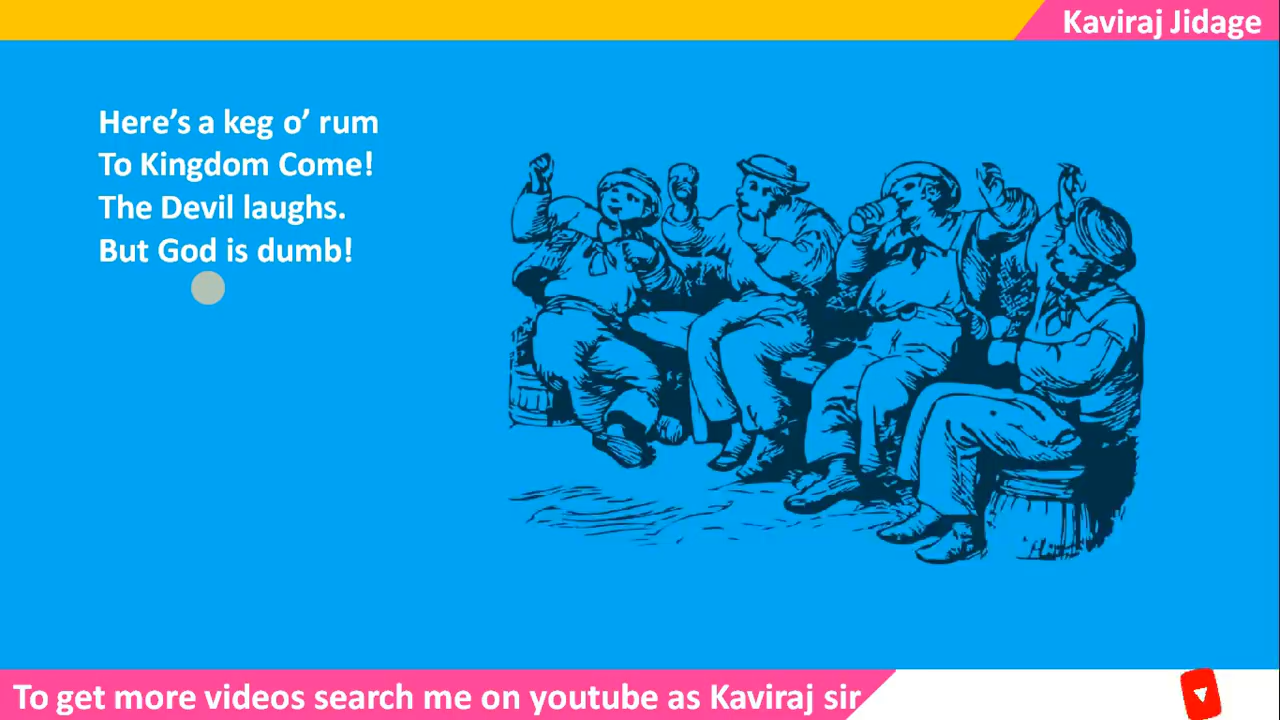 Kaviraj Jidage
Here’s a keg o’ rum
To Kingdom Come!
The Devil laughs.
But God is dumb!
To get more videos search me on youtube as Kaviraj sir